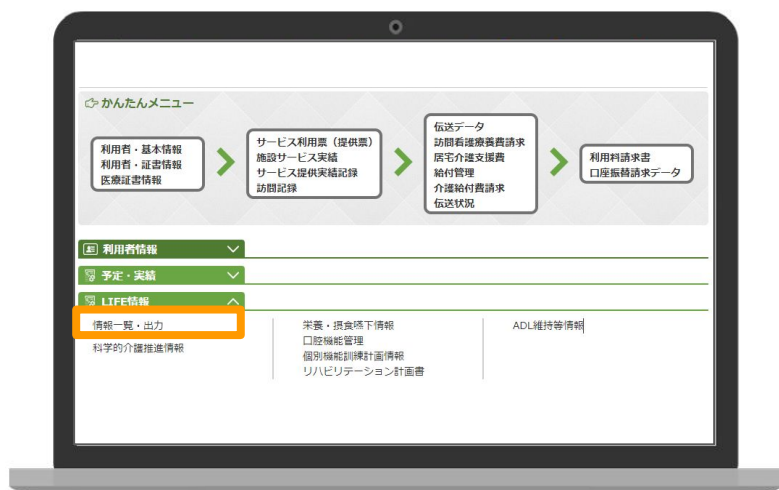 かんたんメニュー
利用者・基本情報
利用者・証書情報
医療証書情報
サービス利用票（提供票）
施設サービス実績
サービス提供実績記録
訪問記録
伝送データ
訪問看護療養費請求
居宅介護支援費
給付管理
介護給付費請求
伝送状況
利用料請求書
口座振替請求データ
利用者情報
予定・実績
LIFE情報
情報一覧・出力
科学的介護推進情報
栄養・摂食嚥下情報
口腔機能管理
個別機能訓練計画情報
リハビリテーション計画書
ADL維持等情報